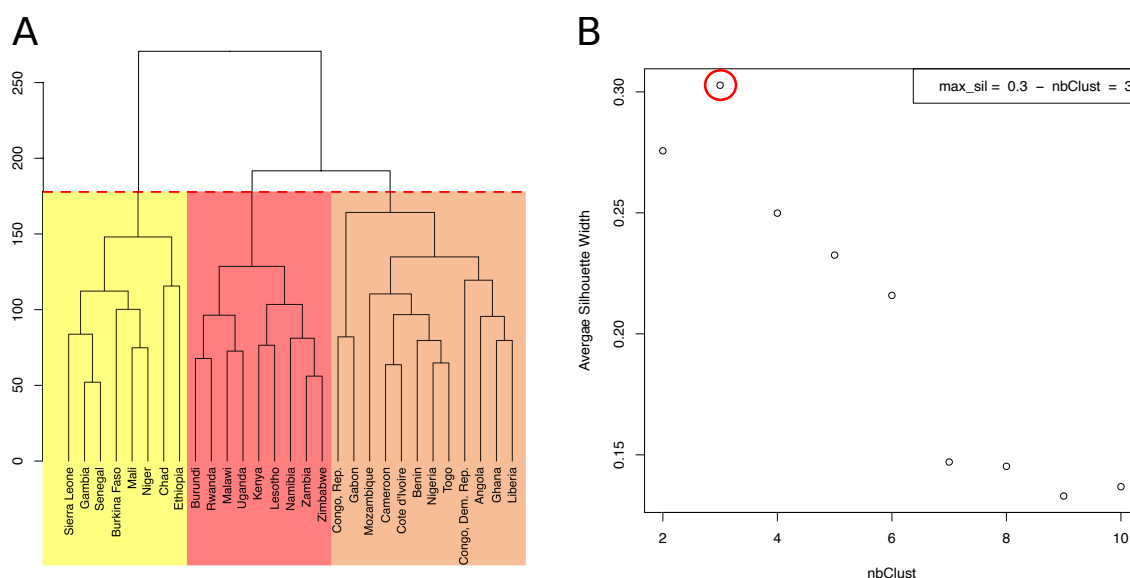 A
250
200
150
100
50
0
Sierra Leone
Gambia
Senegal
Burkina Faso
Mali
Niger
Chad
Ethiopia
Burundi
Rwanda
Malawi
Uganda
Kenya
Lesotho
Namibia
Zambia
Zimbabwe
Congo, Rep.
Gabon
Mozambique
Cameroon
Cote d'Ivoire
Benin
Nigeria
Togo
Congo, Dem. Rep.
Angola
Ghana
Liberia
B
max_sil = 0.3 − nbClust = 3
Avergae Silhouette Width
0.30
0.25
0.20
0.15
2 4 6 8 10
nbClust